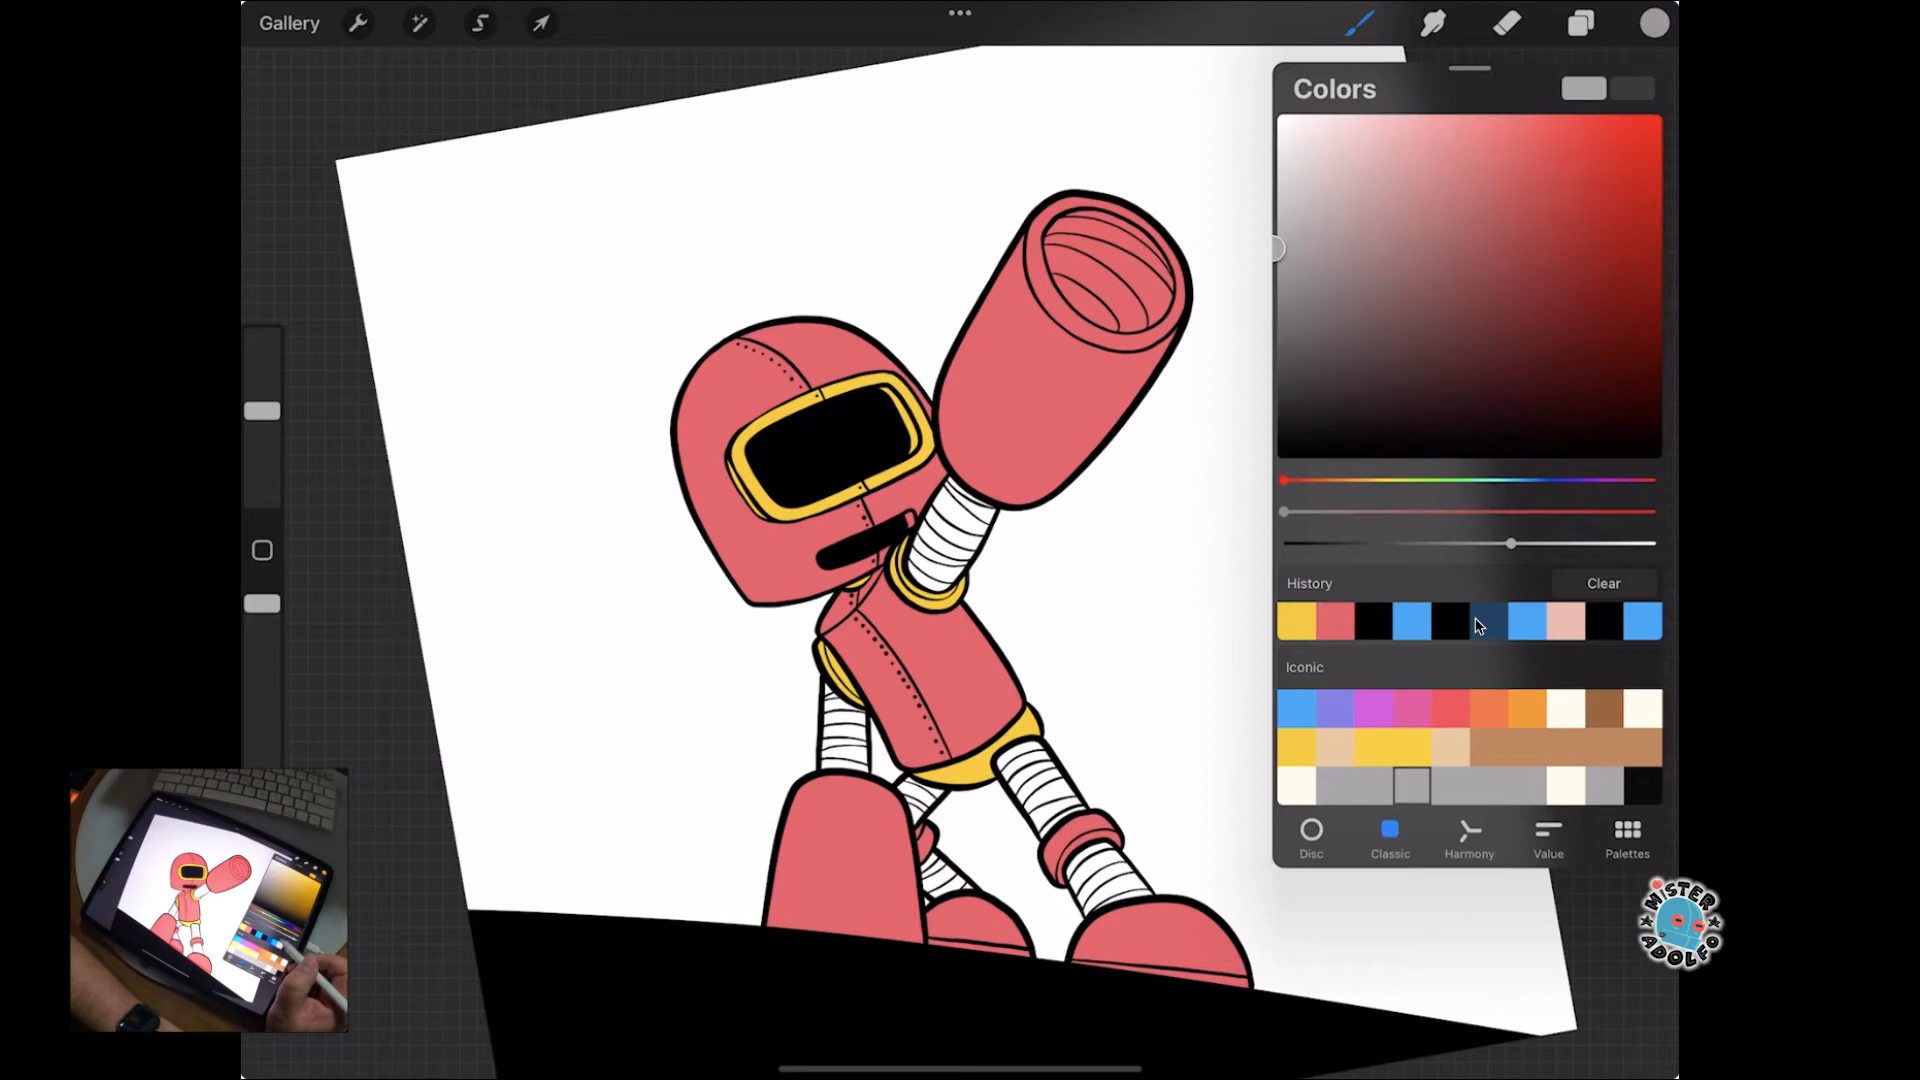 Gallery
Colors
History
Clear
Iconic
Disc
Classic
Harmony
Value
Palettes
MiSTER
ADOLFO